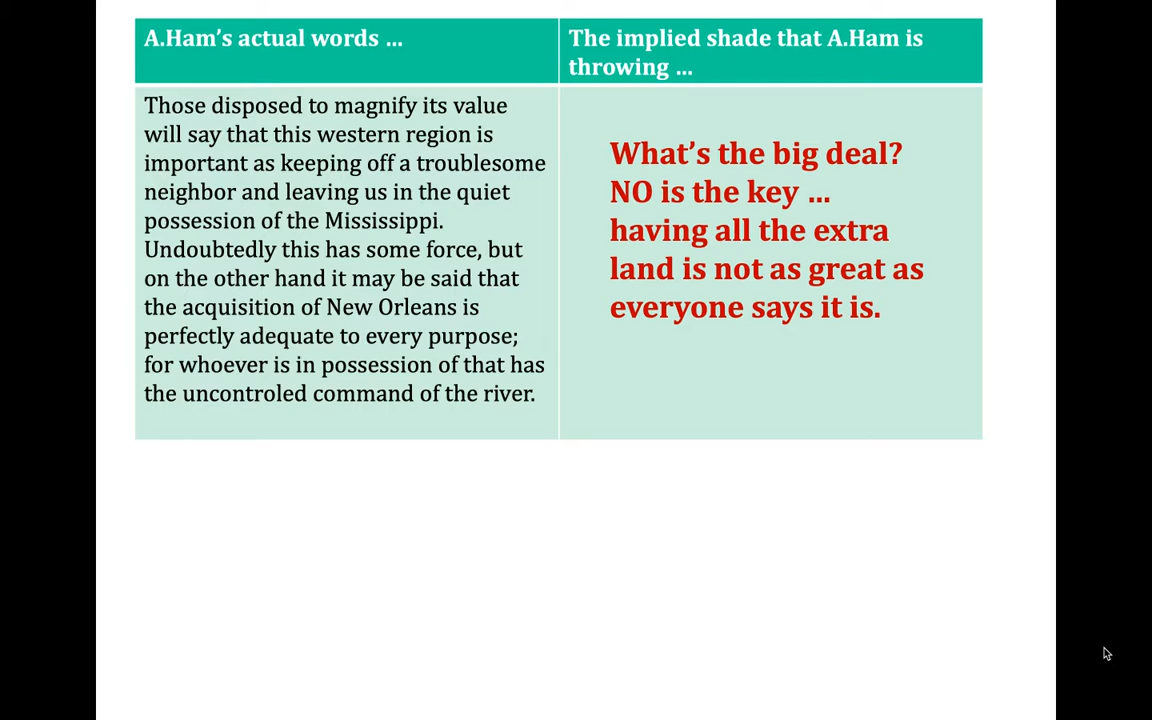 A.Ham’s actual words …
The implied shade that A.Ham is
throwing …
Those disposed to magnify its value
will say that this western region is
important as keeping off a troublesome
neighbor and leaving us in the quiet
possession of the Mississippi.
Undoubtedly this has some force, but
on the other hand it may be said that
the acquisition of New Orleans is
perfectly adequate to every purpose;
for whoever is in possession of that has
the uncontroled command of the river.
What’s the big deal?
NO is the key …
having all the extra
land is not as great as
everyone says it is.